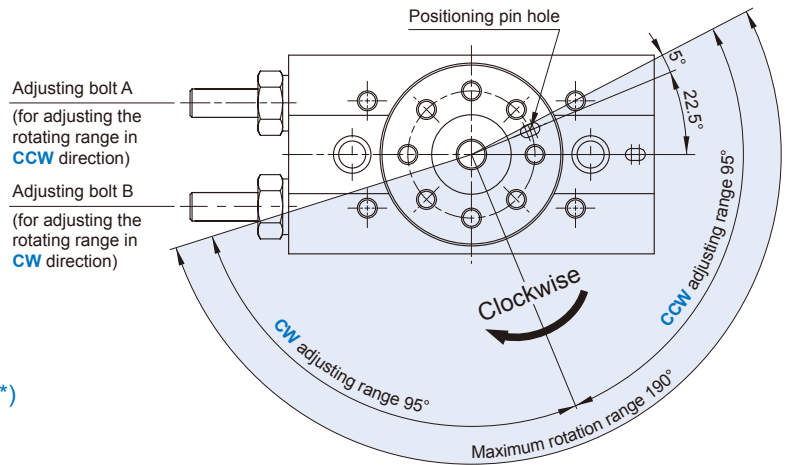 Positioning pin hole
Adjusting bolt A
(for adjusting the
rotating range in
CCW direction)
Adjusting bolt B
(for adjusting the
rotating range in
CW direction)
5°
22.5°
Clockwise
CCW adjusting range 95°
CW adjusting range 95°
Maximum rotation range 190°
*)